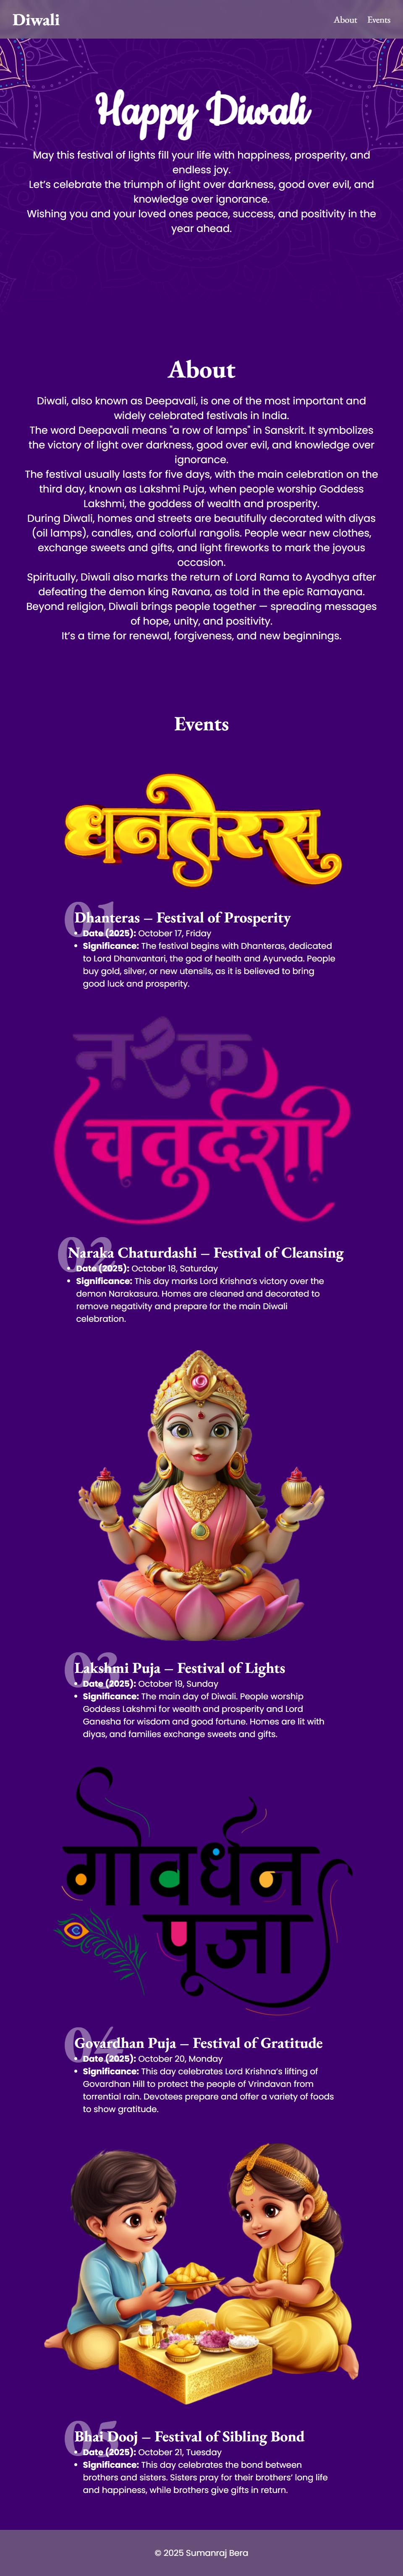 Diwali
About Events
Happy Diwali
May this festival of lights fill your life with happiness, prosperity, and
endless joy.
Let's celebrate the triumph of light over darkness, good over evil, and
knowledge over ignorance.
Wishing you and your loved ones peace, success, and positivity in the
year ahead.
About
Diwali, also known as Deepavali, is one of the most important and
widely celebrated festivals in India.
The word Deepavali means "a row of lamps" in Sanskrit. It symbolizes
the victory of light over darkness, good over evil, and knowledge over
ignorance.
The festival usually lasts for five days, with the main celebration on the
third day, known as Lakshmi Puja, when people worship Goddess
Lakshmi, the goddess of wealth and prosperity.
During Diwali, homes and streets are beautifully decorated with diyas
(oil lamps), candles, and colorful rangolis. People wear new clothes,
exchange sweets and gifts, and light fireworks to mark the joyous
occasion.
Spiritually, Diwali also marks the return of Lord Rama to Ayodhya after
defeating the demon king Ravana, as told in the epic Ramayana.
Beyond religion, Diwali brings people together — spreading messages
of hope, unity, and positivity.
It's a time for renewal, forgiveness, and new beginnings.
Events
धनतेरस
01
Dhanteras – Festival of Prosperity
• Date (2025): October 17, Friday
• Significance: The festival begins with Dhanteras, dedicated
to Lord Dhanvantari, the god of health and Ayurveda. People
buy gold, silver, or new utensils, as it is believed to bring
good luck and prosperity.
नरक
चतुर्दशी
02
Naraka Chaturdashi – Festival of Cleansing
• Date (2025): October 18, Saturday
• Significance: This day marks Lord Krishna's victory over the
demon Narakasura. Homes are cleaned and decorated to
remove negativity and prepare for the main Diwali
celebration.
03
Lakshmi Puja – Festival of Lights
• Date (2025): October 19, Sunday
• Significance: The main day of Diwali. People worship
Goddess Lakshmi for wealth and prosperity and Lord
Ganesha for wisdom and good fortune. Homes are lit with
diyas, and families exchange sweets and gifts.
गोवर्धन
पूजा
04
Govardhan Puja – Festival of Gratitude
• Date (2025): October 20, Monday
• Significance: This day celebrates Lord Krishna's lifting of
Govardhan Hill to protect the people of Vrindavan from
torrential rain. Devotees prepare and offer a variety of foods
to show gratitude.
05
Bhai Dooj – Festival of Sibling Bond
• Date (2025): October 21, Tuesday
• Significance: This day celebrates the bond between
brothers and sisters. Sisters pray for their brothers' long life
and happiness, while brothers give gifts in return.
© 2025 Sumanraj Bera